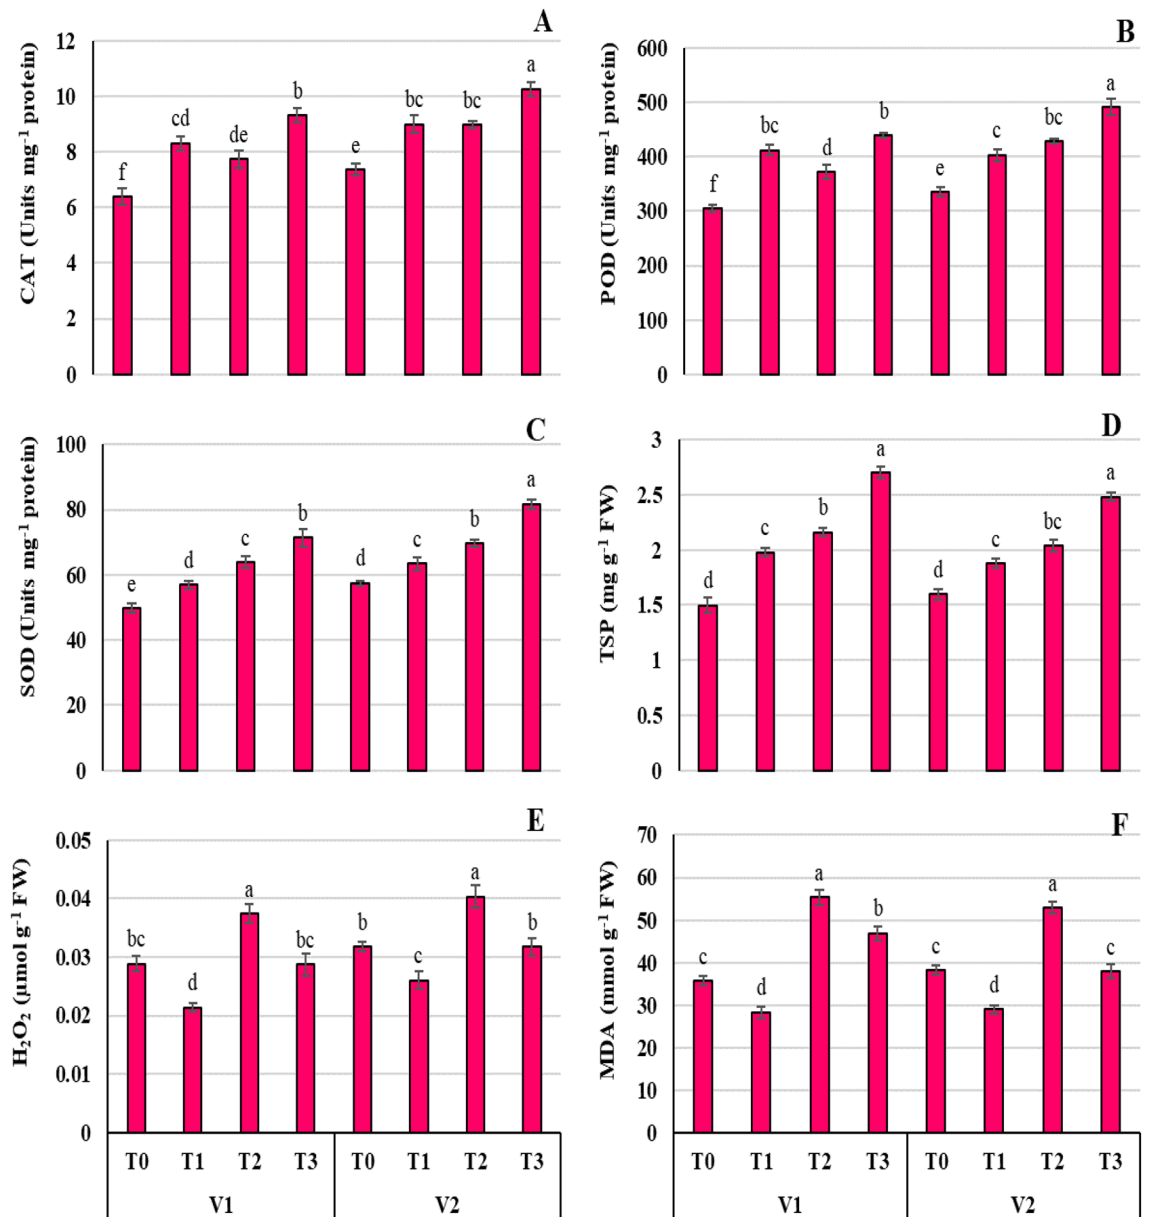 A
CAT (Units mg⁻¹ protein)
12
10
8
6
4
2
0
f
cd
de
b
e
bc
bc
a
B
POD (Units mg⁻¹ protein)
600
500
400
300
200
100
0
f
bc
d
b
e
c
bc
a
C
SOD (Units mg⁻¹ protein)
100
80
60
40
20
0
e
d
c
b
d
c
b
a
D
TSP (mg g⁻¹ FW)
3
2.5
2
1.5
1
0.5
0
d
c
b
a
d
c
bc
a
E
H₂O₂ (µmol g⁻¹ FW)
0.05
0.04
0.03
0.02
0.01
0
bc
d
a
bc
b
c
a
b
T0 T1 T2 T3 T0 T1 T2 T3
V1 V2
F
MDA (mmol g⁻¹ FW)
70
60
50
40
30
20
10
0
c
d
a
b
c
d
a
c
T0 T1 T2 T3 T0 T1 T2 T3
V1 V2